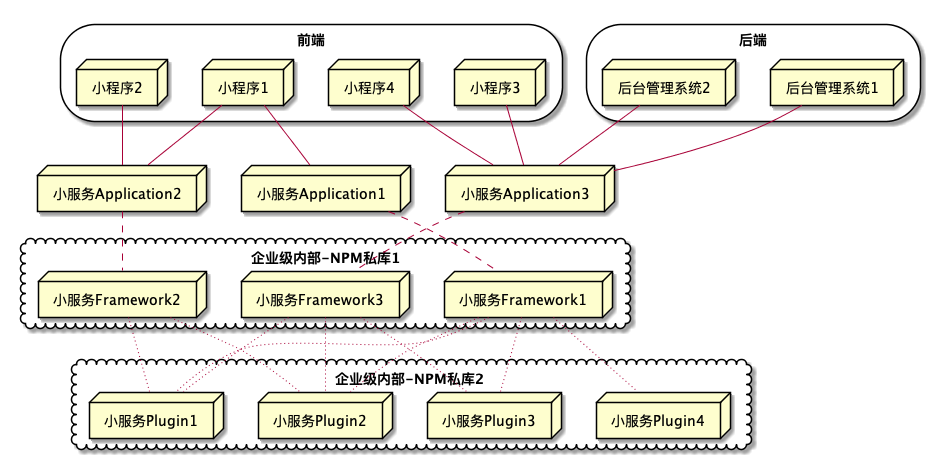 前端
后端
小程序2
小程序1
小程序4
小程序3
后台管理系统2
后台管理系统1
小服务Application2
小服务Application1
小服务Application3
企业级内部-NPM私库1
小服务Framework2
小服务Framework3
小服务Framework1
企业级内部-NPM私库2
小服务Plugin1
小服务Plugin2
小服务Plugin3
小服务Plugin4